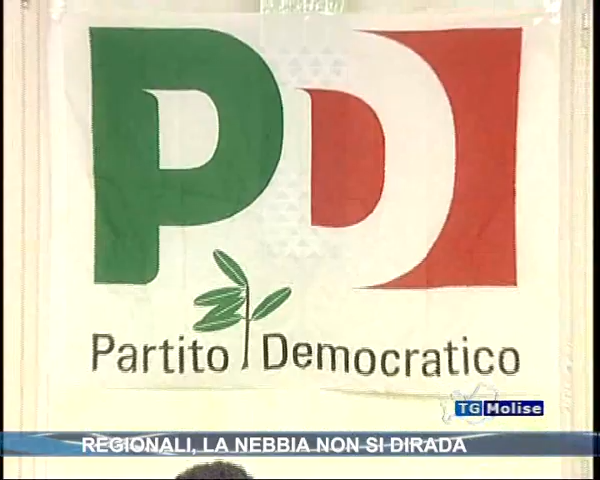 PD
Partito Democratico
TG Molise
REGIONALI, LA NEBBIA NON SI DIRADA